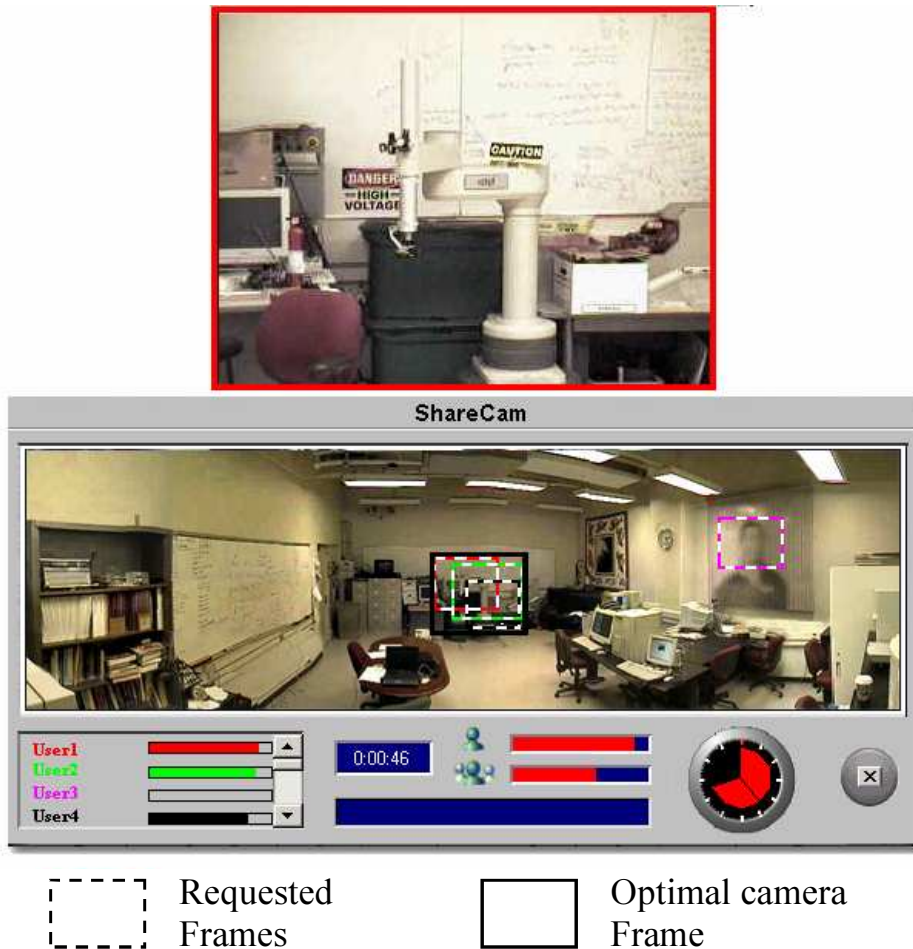 CAUTION
DANGER
HIGH
VOLTAGE
ShareCam
User1
User2
User3
User4
0:00:46
Requested
Frames
Optimal camera
Frame